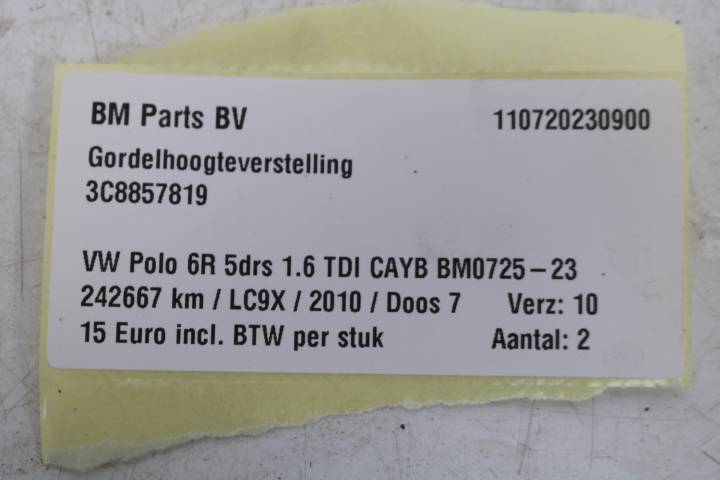 BM Parts BV 110720230900
Gordelhoogteverstelling
3C8857819
VW Polo 6R 5drs 1.6 TDI CAYB BM0725-23
242667 km / LC9X / 2010 / Doos 7 Verz: 10
15 Euro incl. BTW per stuk Aantal: 2